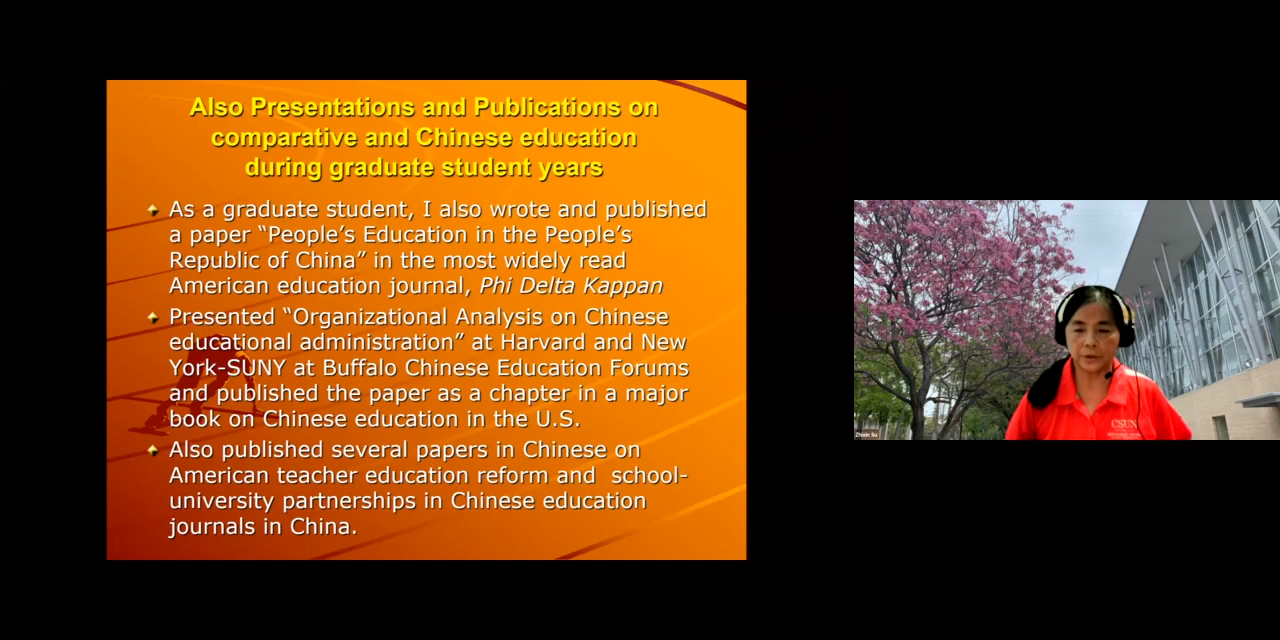 Also Presentations and Publications on
comparative and Chinese education
during graduate student years
As a graduate student, I also wrote and published
a paper “People’s Education in the People’s
Republic of China” in the most widely read
American education journal, Phi Delta Kappan
Presented “Organizational Analysis on Chinese
educational administration” at Harvard and New
York-SUNY at Buffalo Chinese Education Forums
and published the paper as a chapter in a major
book on Chinese education in the U.S.
Also published several papers in Chinese on
American teacher education reform and  school-
university partnerships in Chinese education
journals in China.
CSUN
Zhixin Su